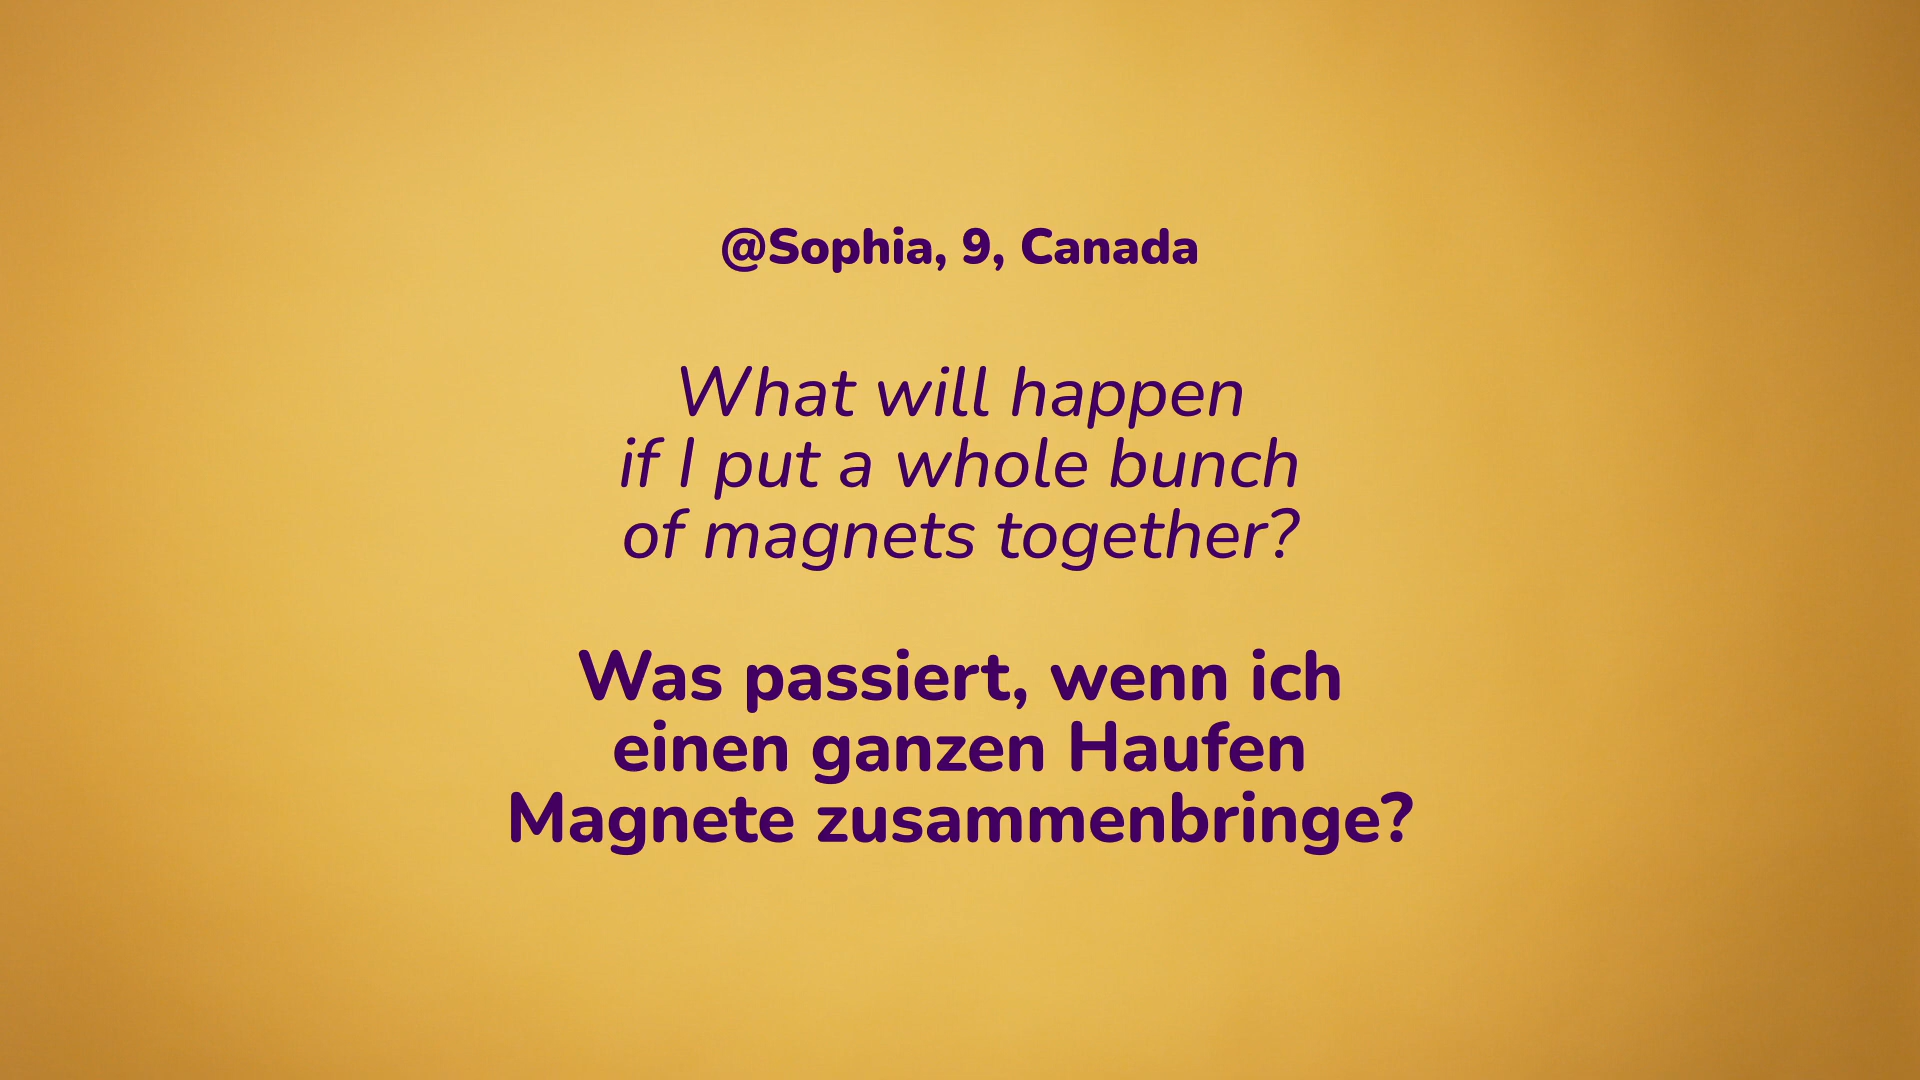 @Sophia, 9, Canada
What will happen
if I put a whole bunch
of magnets together?
Was passiert, wenn ich
einen ganzen Haufen
Magnete zusammenbringe?